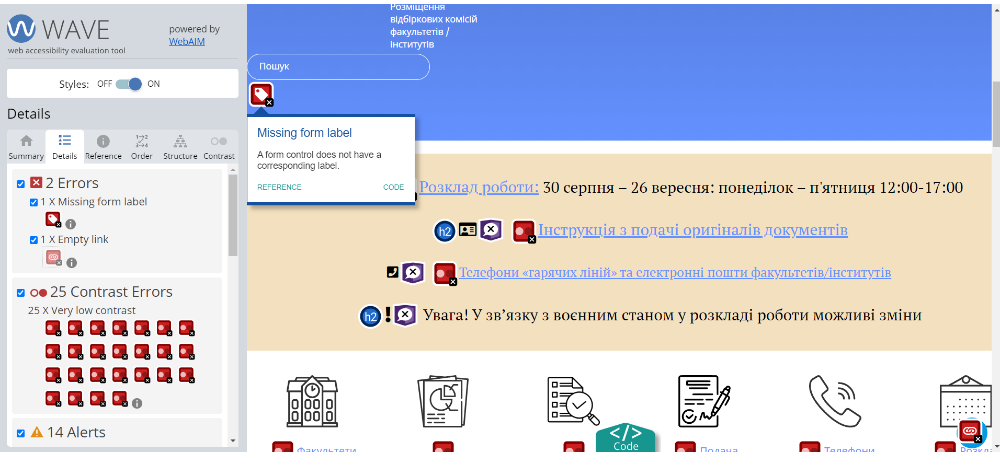 WAVE
powered by
WebAIM
web accessibility evaluation tool
Styles: OFF ON
Details
Summary Details Reference Order Structure Contrast
2 Errors
1 X Missing form label
1 X Empty link
25 Contrast Errors
25 X Very low contrast
14 Alerts
Розміщення
відбіркових комісій
факультетів /
інститутів
Пошук
Missing form label
A form control does not have a
corresponding label.
REFERENCE CODE
Розклад роботи: 30 серпня – 26 вересня: понеділок – п'ятниця 12:00-17:00
h2 Інструкція з подачі оригіналів документів
Телефони «гарячих ліній» та електронні пошти факультетів/інститутів
h2 Увага! У зв’язку з воєнним станом у розкладі роботи можливі зміни
</> Code
Факультети Подача Телефони